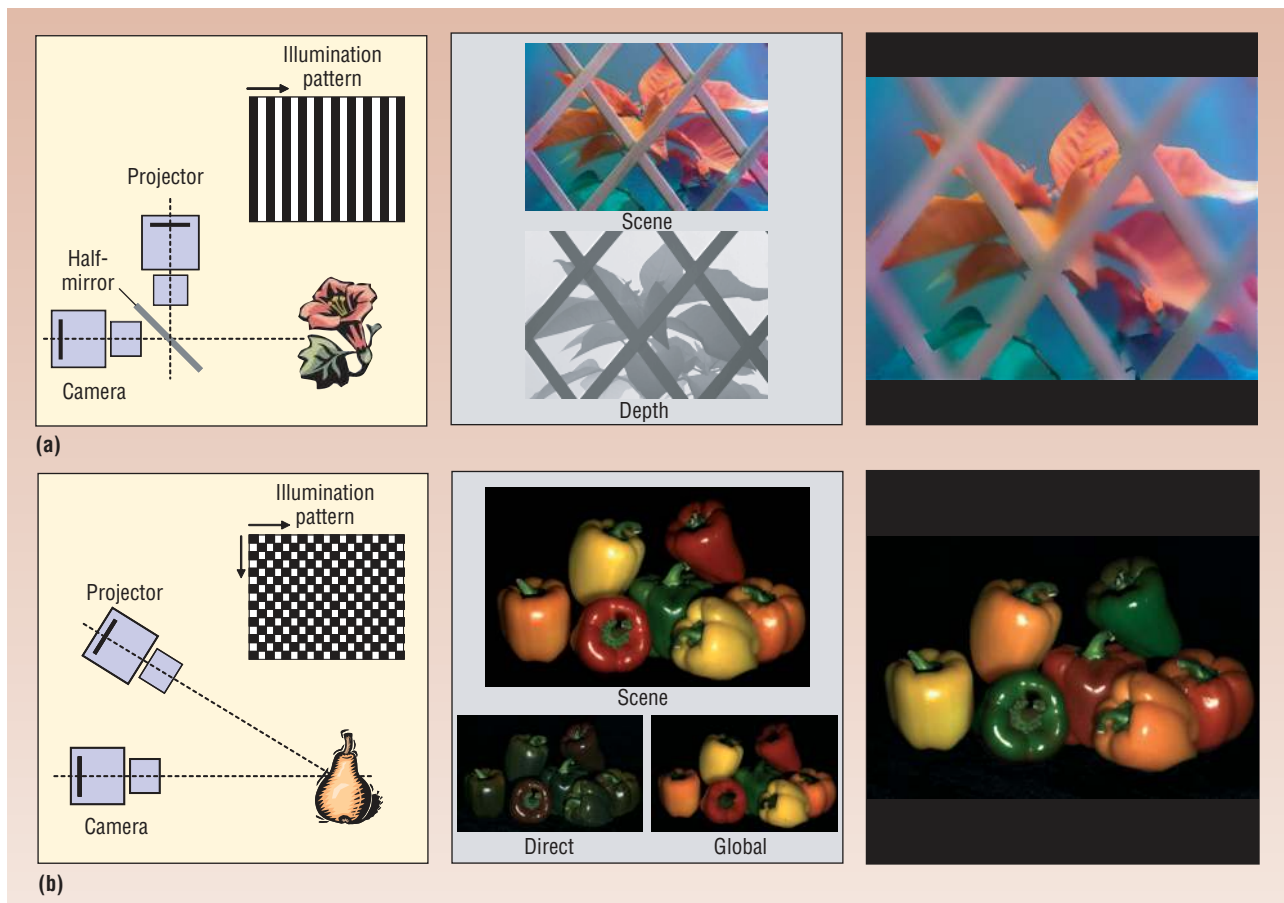 Illumination
pattern
Projector
Half-
mirror
Camera
Scene
Depth
(a)
Illumination
pattern
Projector
Camera
Scene
Direct
Global
(b)